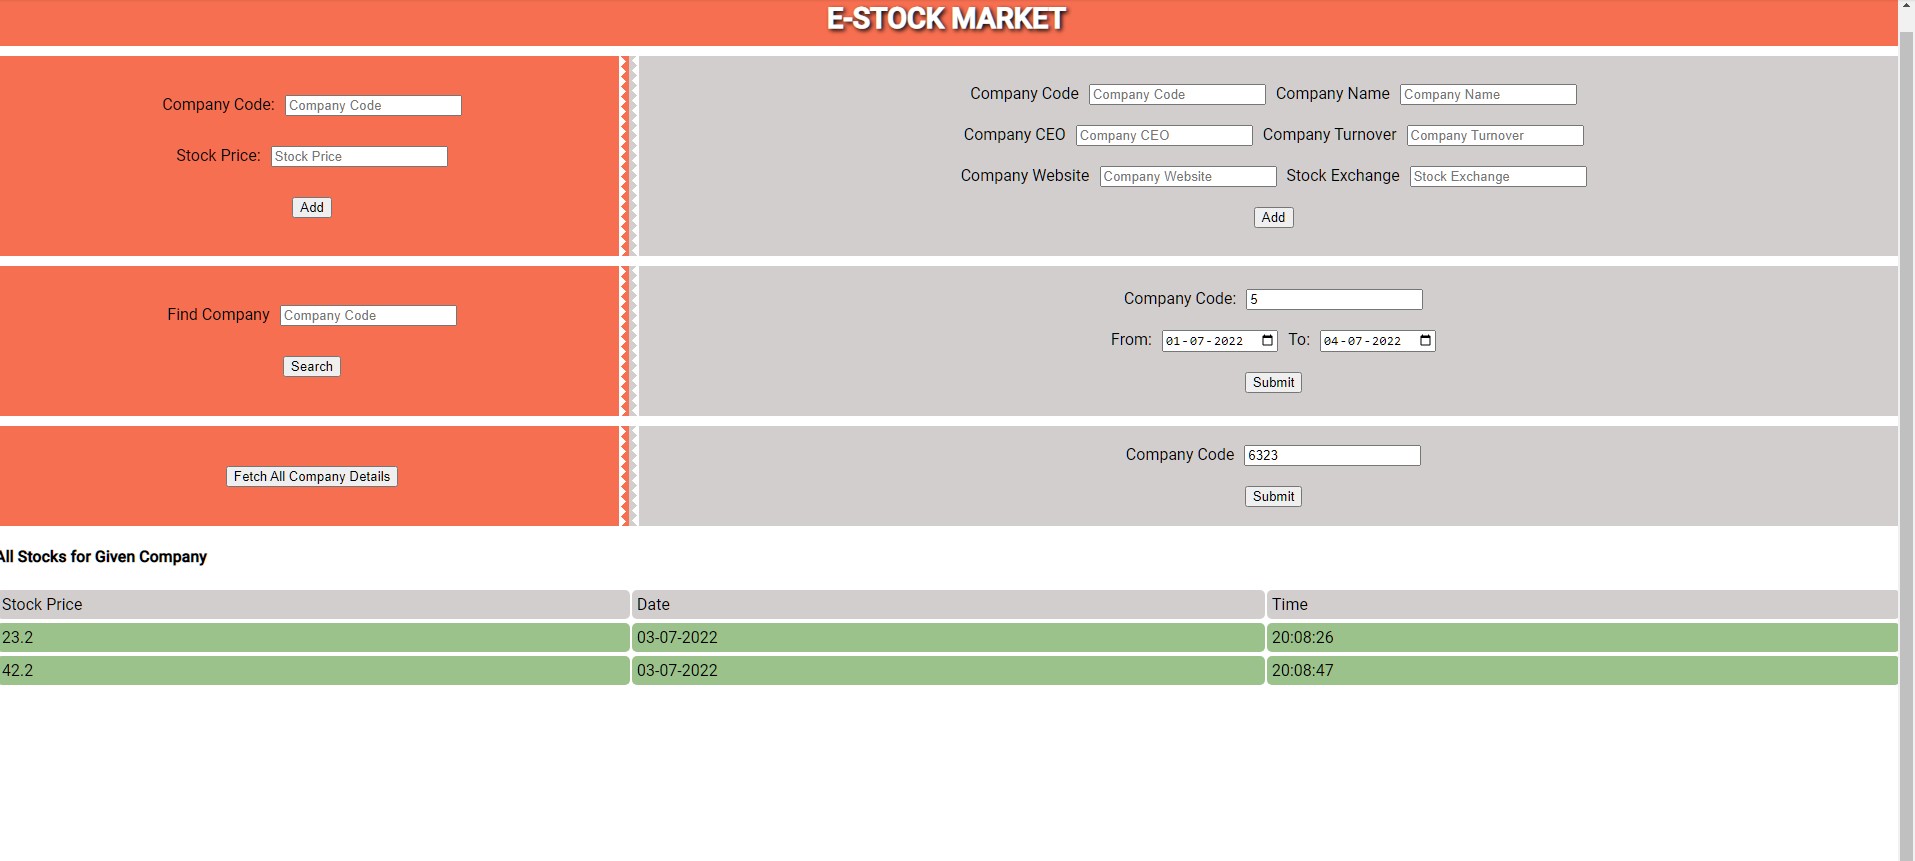 E-STOCK MARKET
Company Code: Company Code
Stock Price: Stock Price
Add
Company Code Company Code Company Name Company Name
Company CEO Company CEO Company Turnover Company Turnover
Company Website Company Website Stock Exchange Stock Exchange
Add
Find Company Company Code
Search
Company Code: 5
From: 01-07-2022 To: 04-07-2022
Submit
Fetch All Company Details
Company Code 6323
Submit
All Stocks for Given Company
Stock Price Date Time
23.2 03-07-2022 20:08:26
42.2 03-07-2022 20:08:47